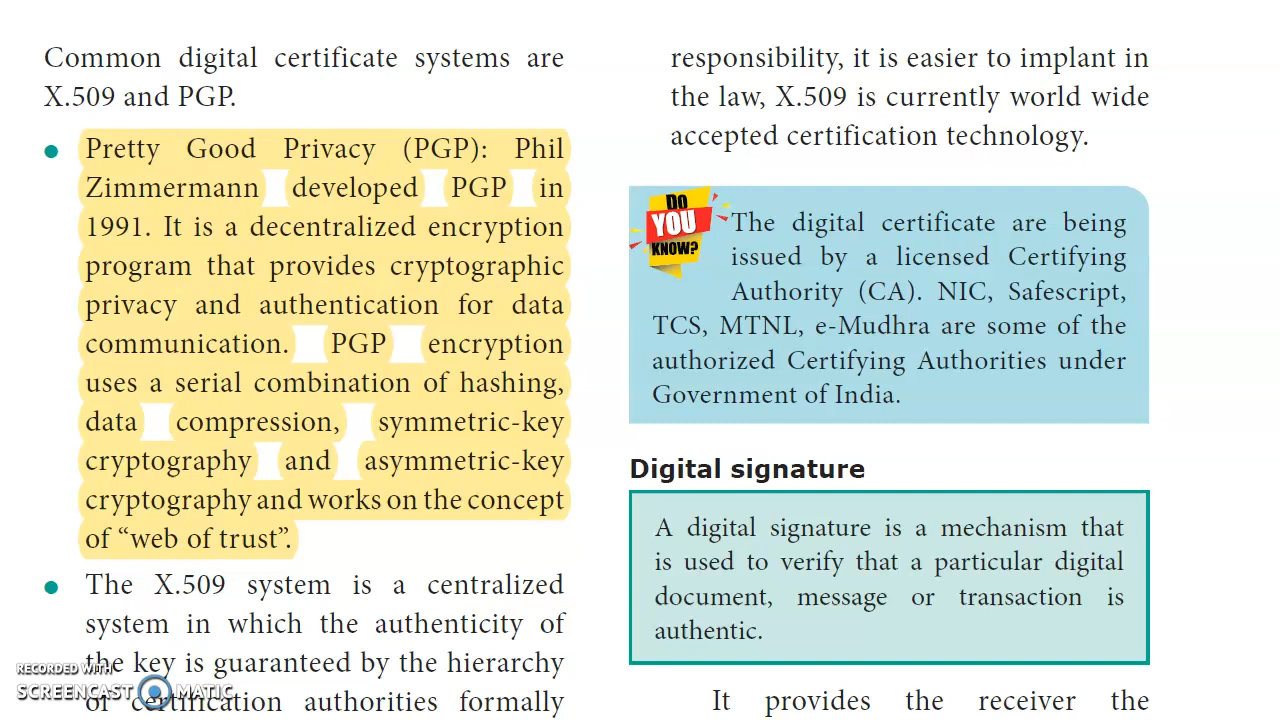 Common digital certificate systems are
X.509 and PGP.
Pretty Good Privacy (PGP): Phil
Zimmermann developed PGP in
1991. It is a decentralized encryption
program that provides cryptographic
privacy and authentication for data
communication. PGP encryption
uses a serial combination of hashing,
data compression, symmetric-key
cryptography and asymmetric-key
cryptography and works on the concept
of “web of trust”.
The X.509 system is a centralized
system in which the authenticity of
the key is guaranteed by the hierarchy
of certification authorities formally
RECORDED WITH
SCREENCAST MATIC
responsibility, it is easier to implant in
the law, X.509 is currently world wide
accepted certification technology.
DO
YOU
KNOW?
The digital certificate are being
issued by a licensed Certifying
Authority (CA). NIC, Safescript,
TCS, MTNL, e-Mudhra are some of the
authorized Certifying Authorities under
Government of India.
Digital signature
A digital signature is a mechanism that
is used to verify that a particular digital
document, message or transaction is
authentic.
It provides the receiver the